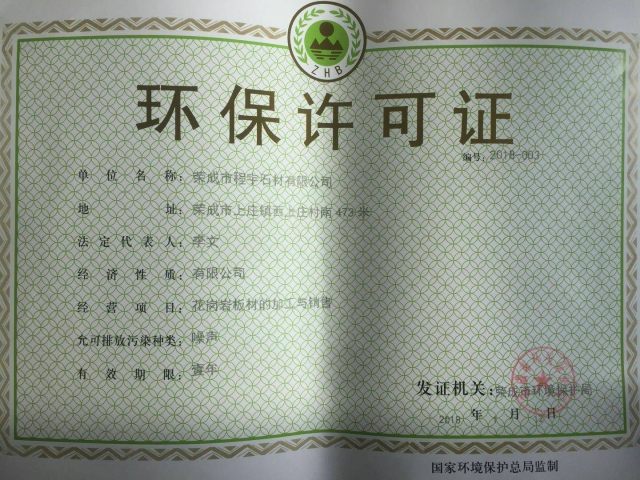 ZHB
环保许可证
编号：2018-003
单位名称：荣成市程宇石材有限公司
地址：荣成市上庄镇西上庄村南 473 米
法定代表人：李文
经济性质：有限公司
经营项目：花岗岩板材的加工与销售
允可排放污染种类：噪声
有效期限：壹年
发证机关：荣成市环境保护局
2018 年 月 日
国家环境保护总局监制